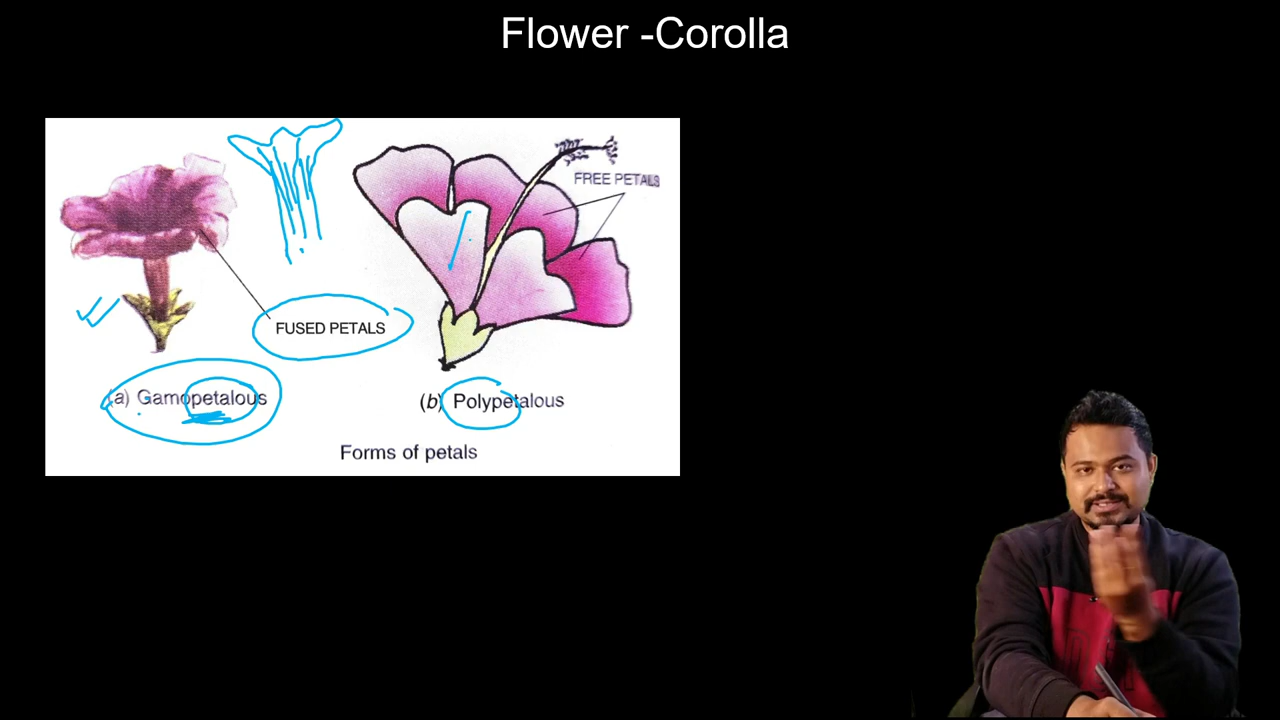 Flower -Corolla
FREE PETALS
FUSED PETALS
(a) Gamopetalous
(b) Polypetalous
Forms of petals